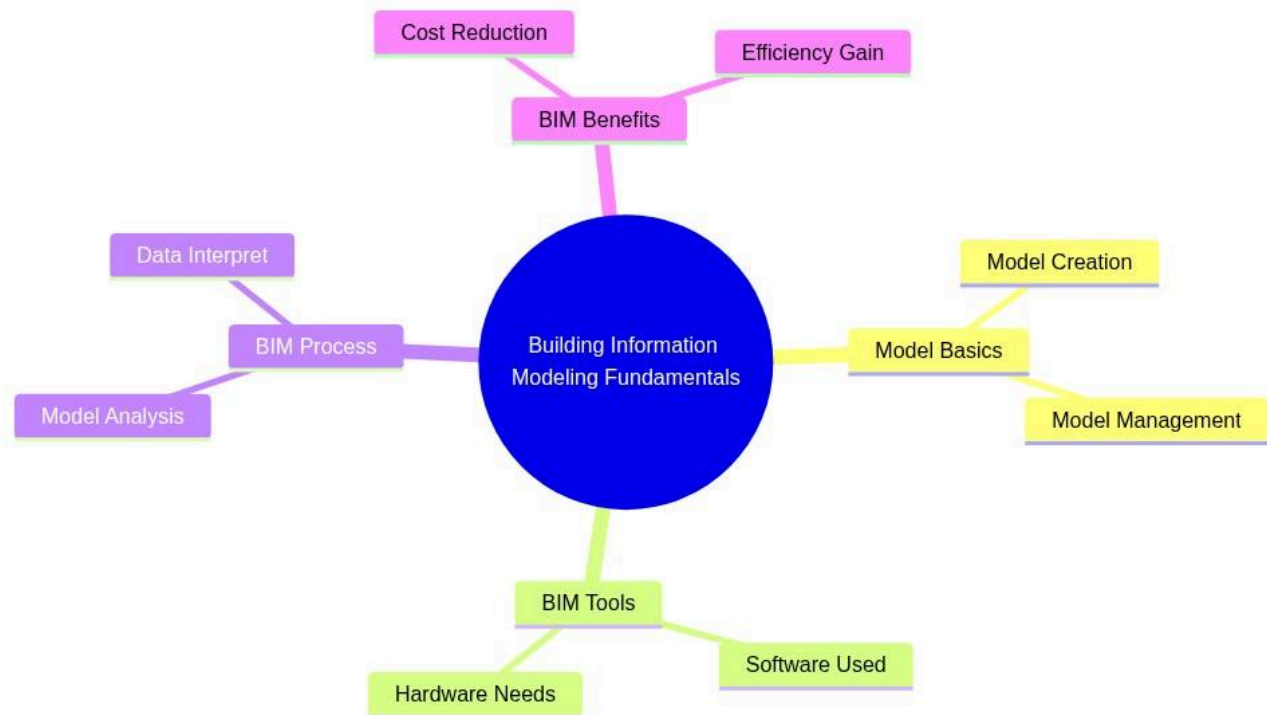 Cost Reduction
Efficiency Gain
BIM Benefits
Data Interpret
Model Creation
BIM Process
Building Information
Modeling Fundamentals
Model Basics
Model Analysis
Model Management
BIM Tools
Software Used
Hardware Needs